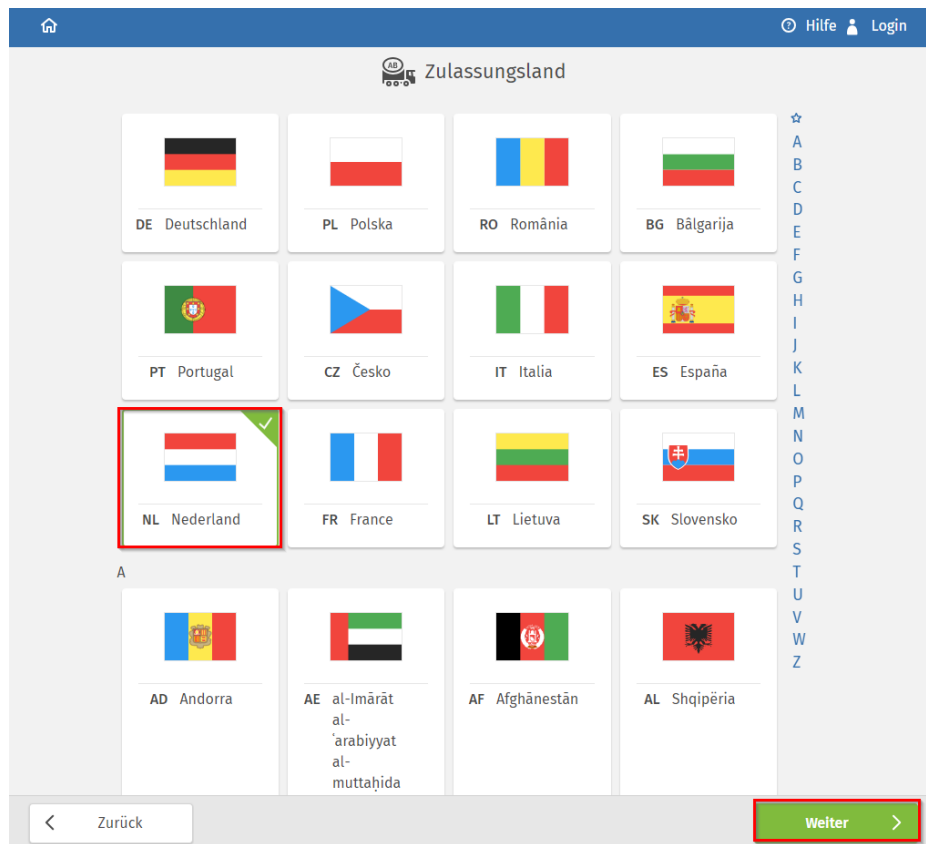 Hilfe Login
AB Zulassungsland
DE Deutschland
PL Polska
RO România
BG Bâlgarija
PT Portugal
CZ Česko
IT Italia
ES España
NL Nederland
FR France
LT Lietuva
SK Slovensko
A
AD Andorra
AE al-Imārāt
al-
ʿarabiyyat
al-
muttaḥida
AF Afghānestān
AL Shqipëria
A
B
C
D
E
F
G
H
I
J
K
L
M
N
O
P
Q
R
S
T
U
V
W
Z
Zurück
Weiter